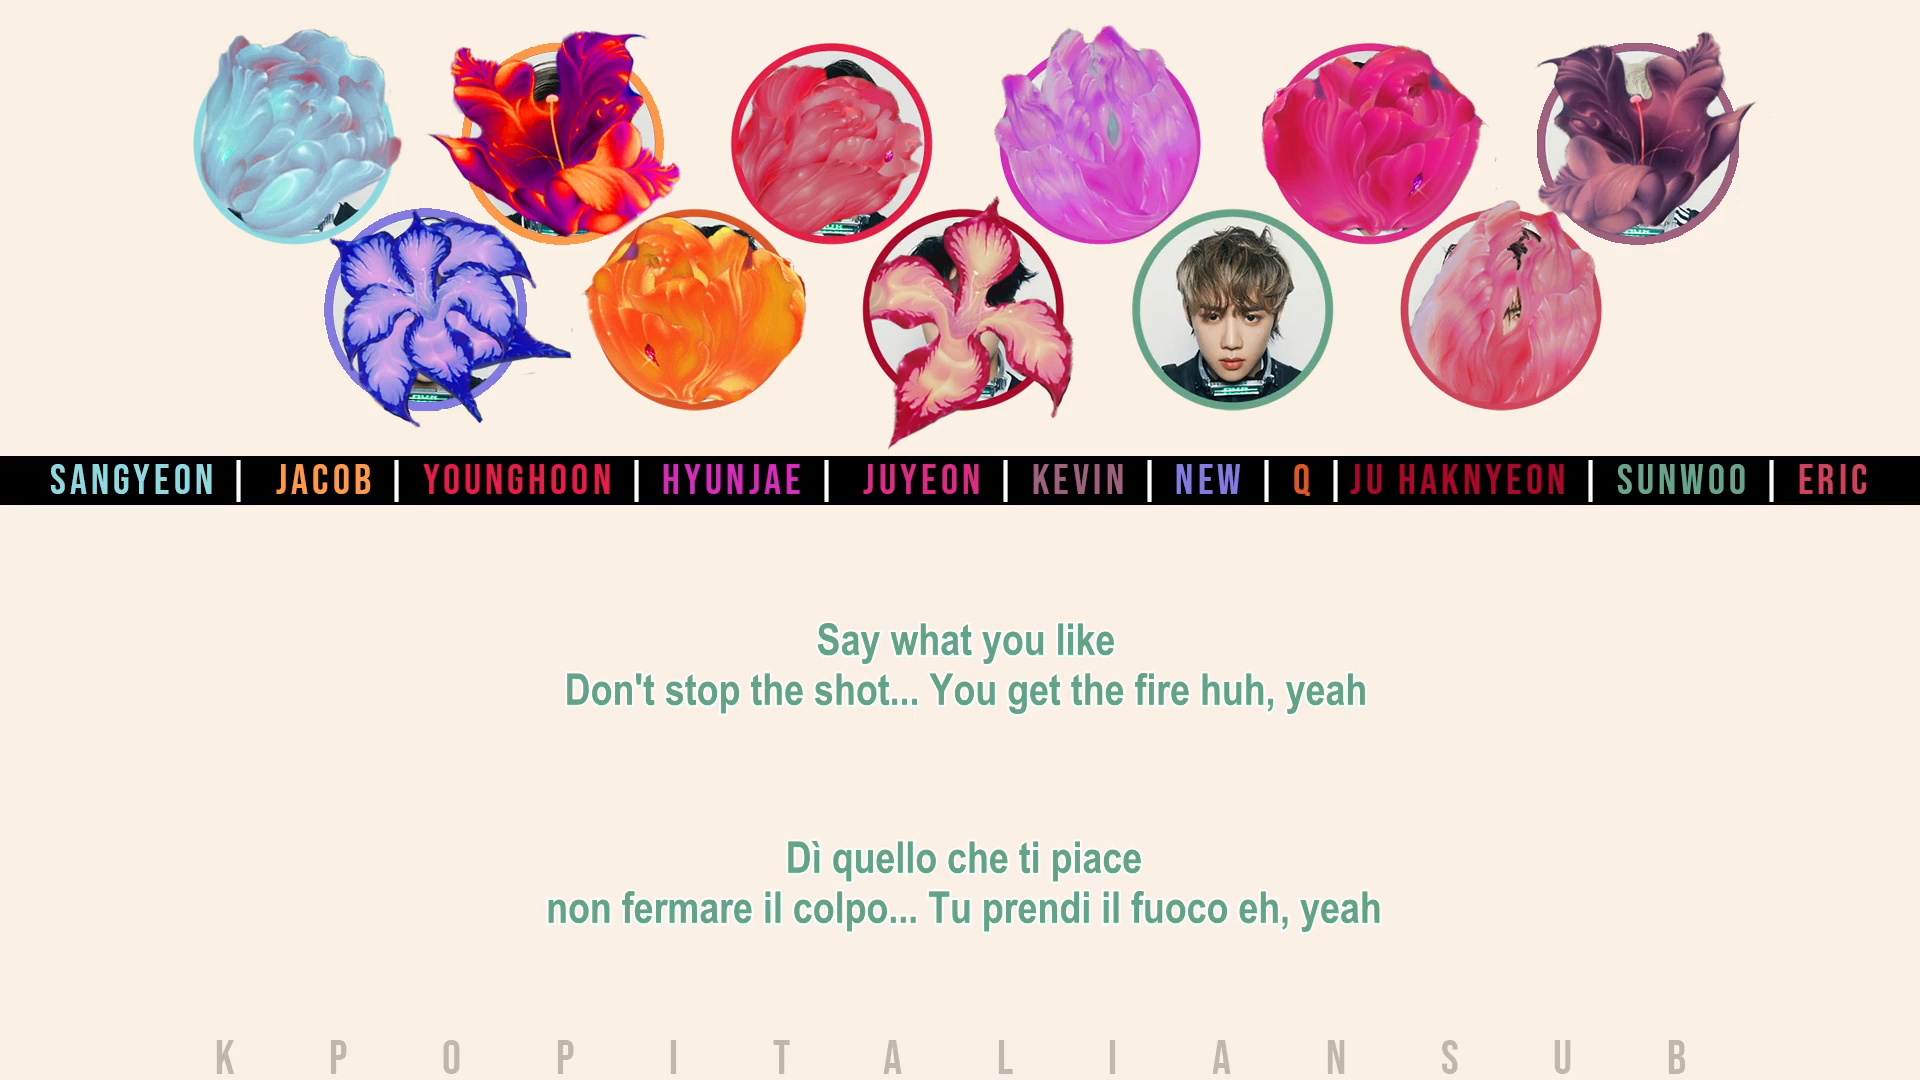 SANGYEON | JACOB | YOUNGHOON | HYUNJAE | JUYEON | KEVIN | NEW | Q | JU HAKNYEON | SUNWOO | ERIC
Say what you like
Don't stop the shot... You get the fire huh, yeah
Dì quello che ti piace
non fermare il colpo... Tu prendi il fuoco eh, yeah
K P O P I T A L I A N S U B